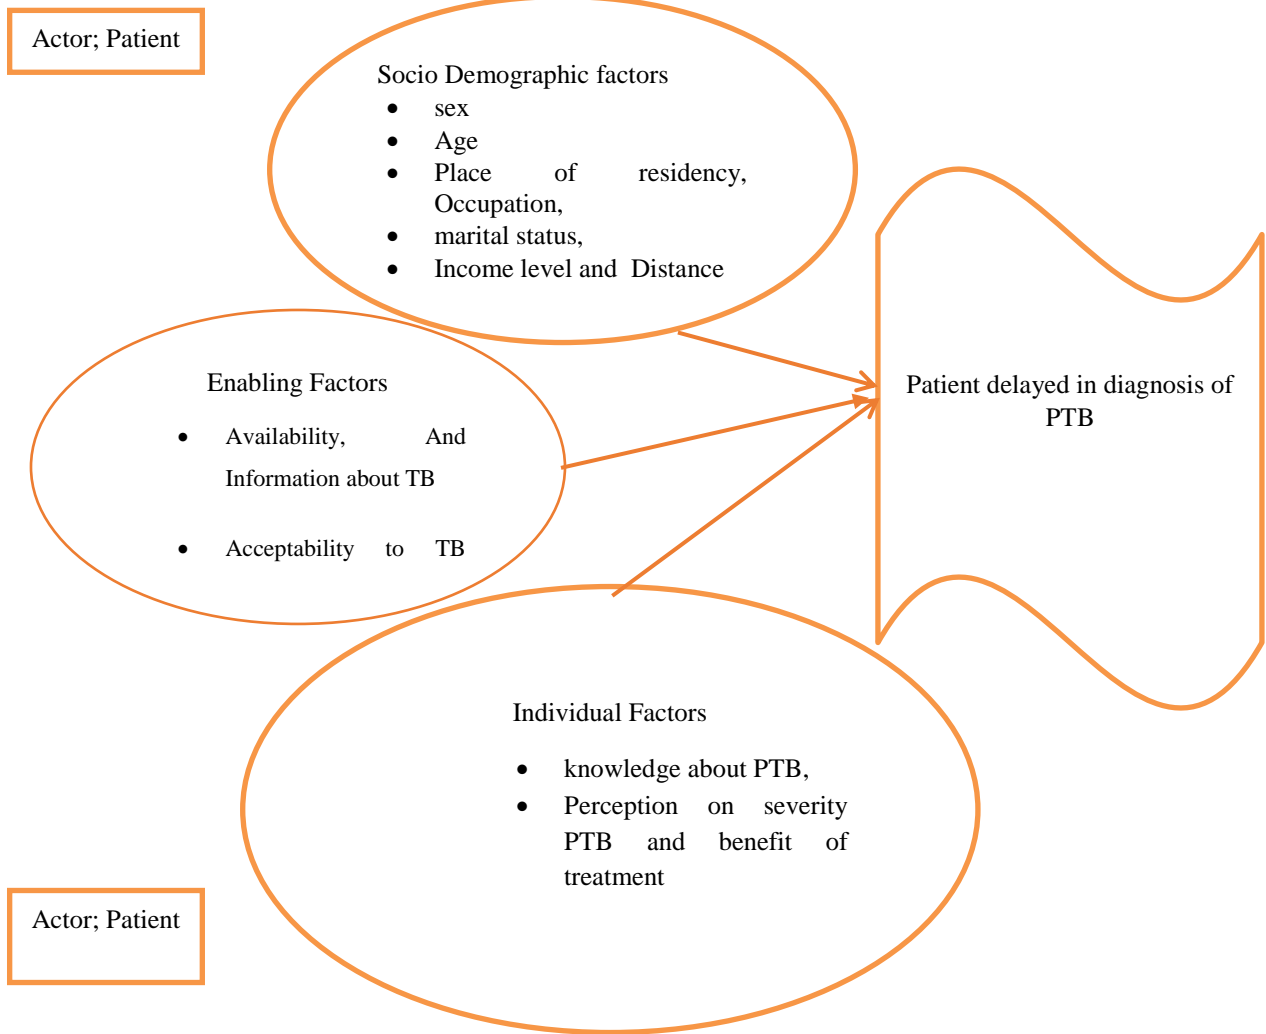 Actor; Patient
Socio Demographic factors
• sex
• Age
• Place of residency,
Occupation,
• marital status,
• Income level and Distance
Enabling Factors
• Availability, And
Information about TB
• Acceptability to TB
Patient delayed in diagnosis of
PTB
Individual Factors
• knowledge about PTB,
• Perception on severity
PTB and benefit of
treatment
Actor; Patient